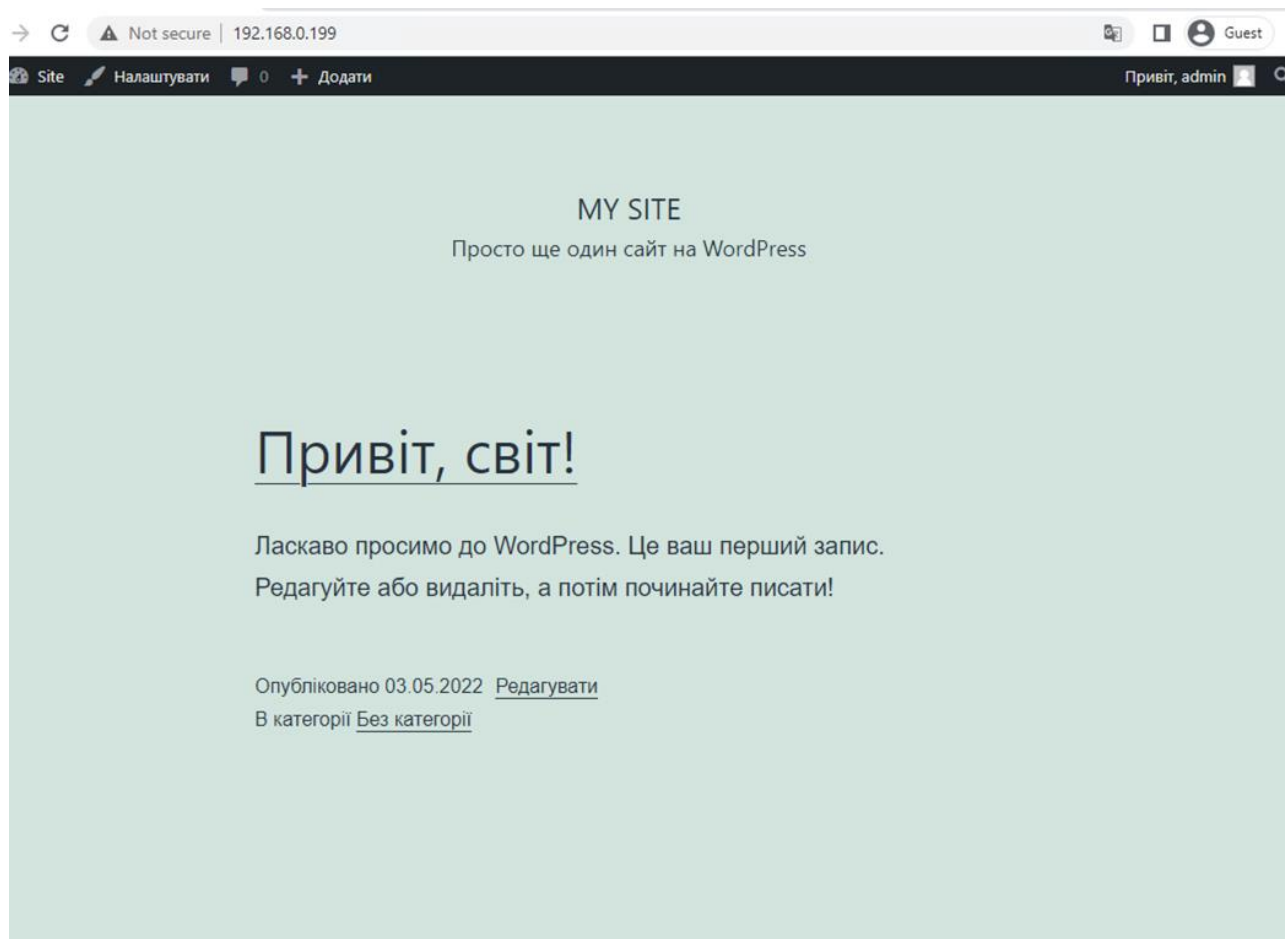 Not secure | 192.168.0.199 Guest
Site Налаштувати 0 Додати Привіт, admin
MY SITE
Просто ще один сайт на WordPress
Привіт, світ!
Ласкаво просимо до WordPress. Це ваш перший запис.
Редагуйте або видаліть, а потім починайте писати!
Опубліковано 03.05.2022 Редагувати
В категорії Без категорії